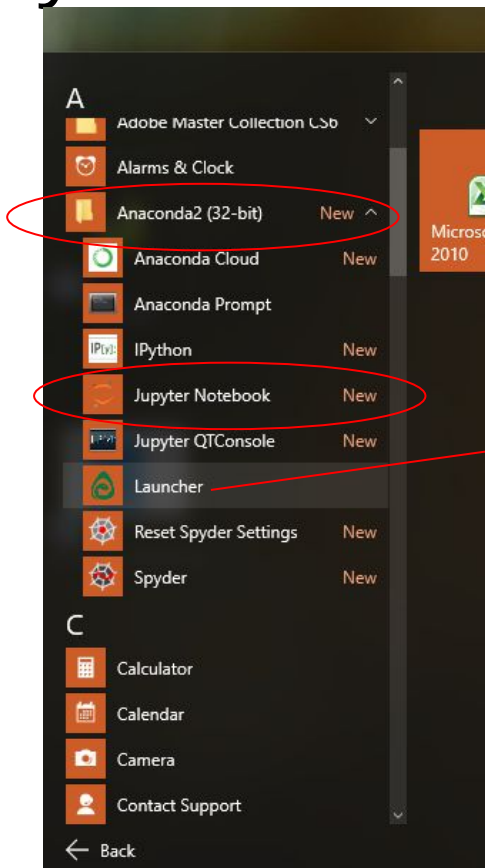 A
Adobe Master Collection CS6
Alarms & Clock
Anaconda2 (32-bit) New
Anaconda Cloud New
Anaconda Prompt
IP[y]: IPython New
Jupyter Notebook New
Jupyter QTConsole New
Launcher
Reset Spyder Settings New
Spyder New
C
Calculator
Calendar
Camera
Contact Support
Back
2010